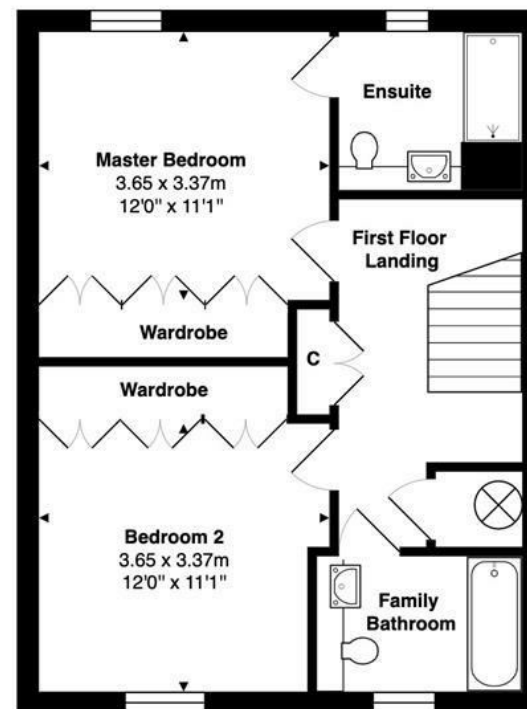 Ensuite
Master Bedroom
3.65 x 3.37m
12'0" x 11'1"
First Floor
Landing
Wardrobe
C
Wardrobe
Bedroom 2
3.65 x 3.37m
12'0" x 11'1"
Family
Bathroom